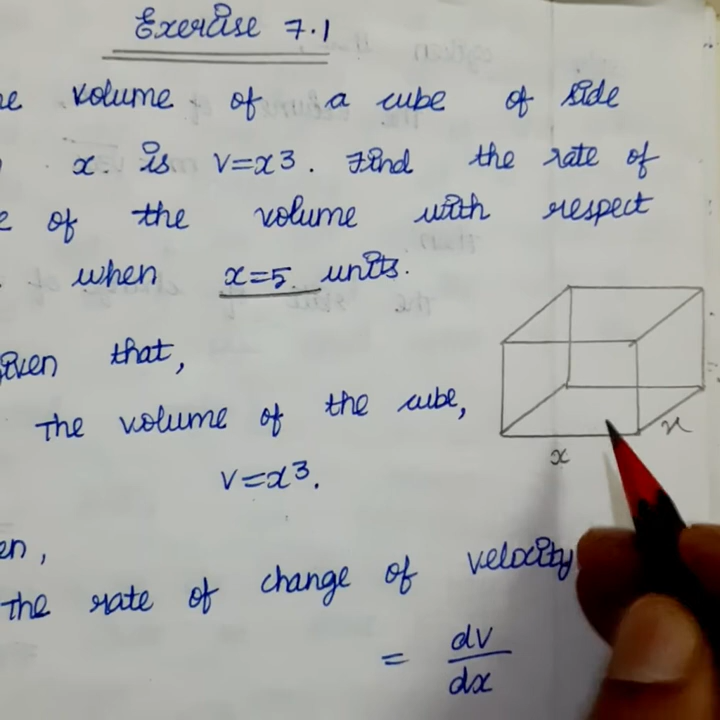 Exercise 7.1
volume of a cube of side
x. is v=x3. Find the rate of
of the volume with respect
when x=5 units.
that,
The volume of the cube,
v=x3.
x
x
The rate of change of velocity
= dv
dx